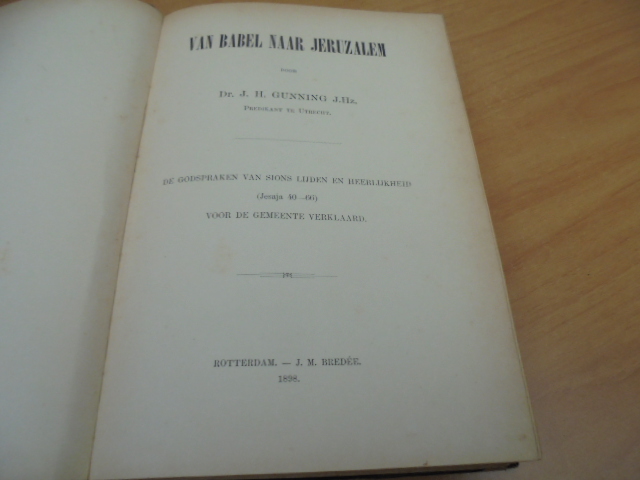 VAN BABEL NAAR JERUZALEM
DOOR
Dr. J. H. GUNNING J.Hz.
Predikant te Utrecht.
DE GODSPRAKEN VAN SIONS LIJDEN EN HEERLIJKHEID
(Jesaja 40—66)
VOOR DE GEMEENTE VERKLAARD.
ROTTERDAM. — J. M. BREDÉE.
1898.